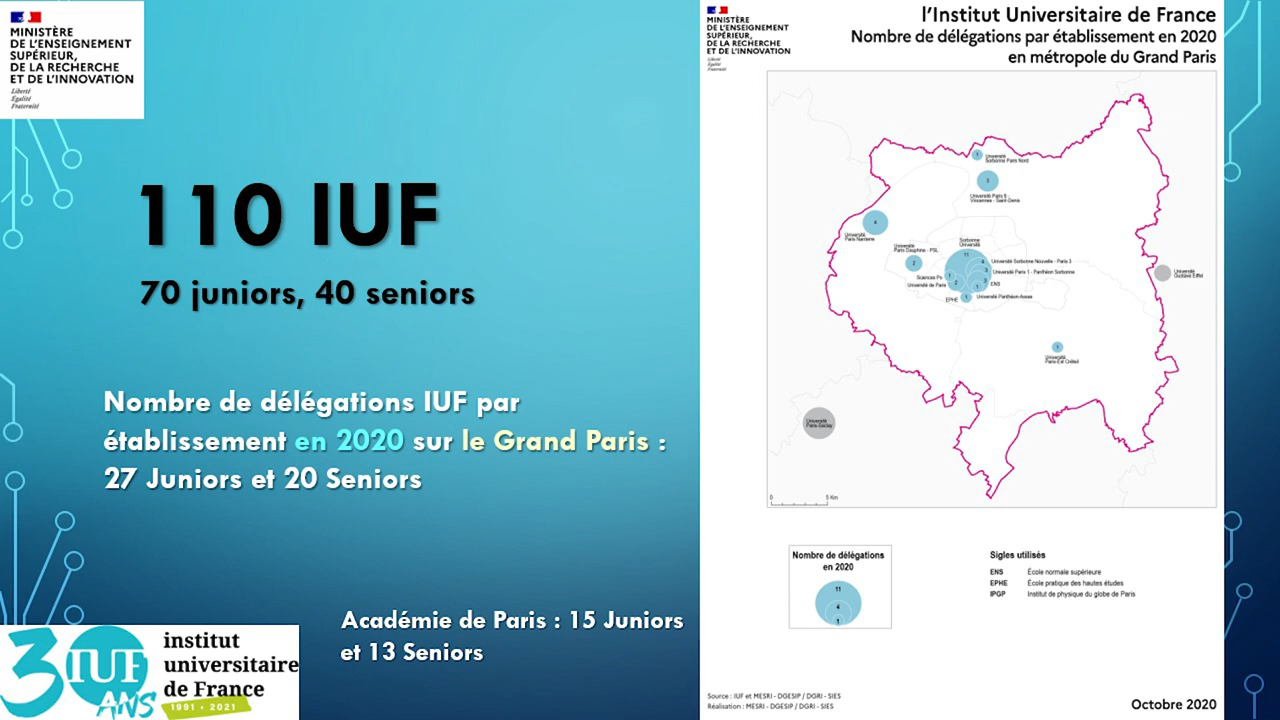 MINISTÈRE
DE L'ENSEIGNEMENT
SUPÉRIEUR,
DE LA RECHERCHE
ET DE L'INNOVATION
Liberté
Égalité
Fraternité
110 IUF
70 juniors, 40 seniors
Nombre de délégations IUF par
établissement en 2020 sur le Grand Paris :
27 Juniors et 20 Seniors
Académie de Paris : 15 Juniors
et 13 Seniors
30 ANS
IUF
institut
universitaire
de France
1991 • 2021
MINISTÈRE
DE L'ENSEIGNEMENT
SUPÉRIEUR,
DE LA RECHERCHE
ET DE L'INNOVATION
Liberté
Égalité
Fraternité
l'Institut Universitaire de France
Nombre de délégations par établissement en 2020
en métropole du Grand Paris
1
Université
Sorbonne Paris Nord
Université Paris 8 -
Vincennes - Saint-Denis
4
Université
Paris Nanterre
Université
Paris Dauphine - PSL
2
Sorbonne
Université
11
Université Sorbonne Nouvelle - Paris 3
Université Paris 1 - Panthéon Sorbonne
Sciences Po
Université de Paris
ENS
EPHE
1
Université Panthéon-Assas
Université
Gustave Eiffel
1
Université
Paris-Est Créteil
Université
Paris-Saclay
0 5 Km
Nombre de délégations
en 2020
11
4
1
Sigles utilisés
ENS École normale supérieure
EPHE École pratique des hautes études
IPGP Institut de physique du globe de Paris
Source : IUF et MESRI - DGESIP / DGRI - SIES
Réalisation : MESRI - DGESIP / DGRI - SIES
Octobre 2020